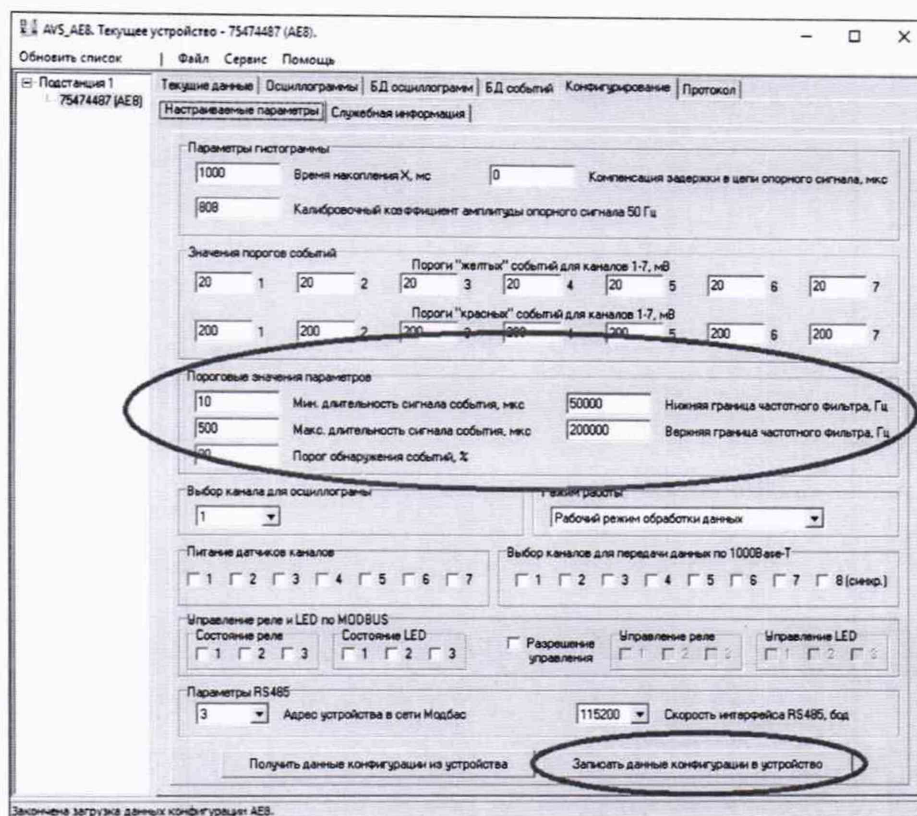 AVS_AE8. Текущее устройство - 75474487 (AE8).
Обновить список | Файл Сервис Помощь
Подстанция 1
75474487 (AE8)
Текущие данные Осциллограммы БД осциллограмм БД событий Конфигурирование Протокол
Настраиваемые параметры Служебная информация
Параметры гистограммы
1000 Время накопления X, мс 0 Компенсация задержки в цепи опорного сигнала, мкс
808 Калибровочный коэффициент амплитуды опорного сигнала 50 Гц
Значения порогов событий
Пороги "желтых" событий для каналов 1-7, мВ
20 1 20 2 20 3 20 4 20 5 20 6 20 7
Пороги "красных" событий для каналов 1-7, мВ
200 1 200 2 200 3 200 4 200 5 200 6 200 7
Пороговые значения параметров
10 Мин. длительность сигнала события, мкс 50000 Нижняя граница частотного фильтра, Гц
500 Макс. длительность сигнала события, мкс 200000 Верхняя граница частотного фильтра, Гц
Порог обнаружения событий, %
Выбор канала для осциллограмы Режим работы
1 Рабочий режим обработки данных
Питание датчиков каналов Выбор каналов для передачи данных по 1000Base-T
1 2 3 4 5 6 7 1 2 3 4 5 6 7 8 (синхр.)
Управление реле и LED по MODBUS
Состояние реле Состояние LED Разрешение управления Управление реле Управление LED
1 2 3 1 2 3 1 2 3 1 2 3
Параметры RS485
3 Адрес устройства в сети Модбас 115200 Скорость интерфейса RS485, бод
Получить данные конфигурации из устройства Записать данные конфигурации в устройство
Закончена загрузка данных конфигурации AE8.